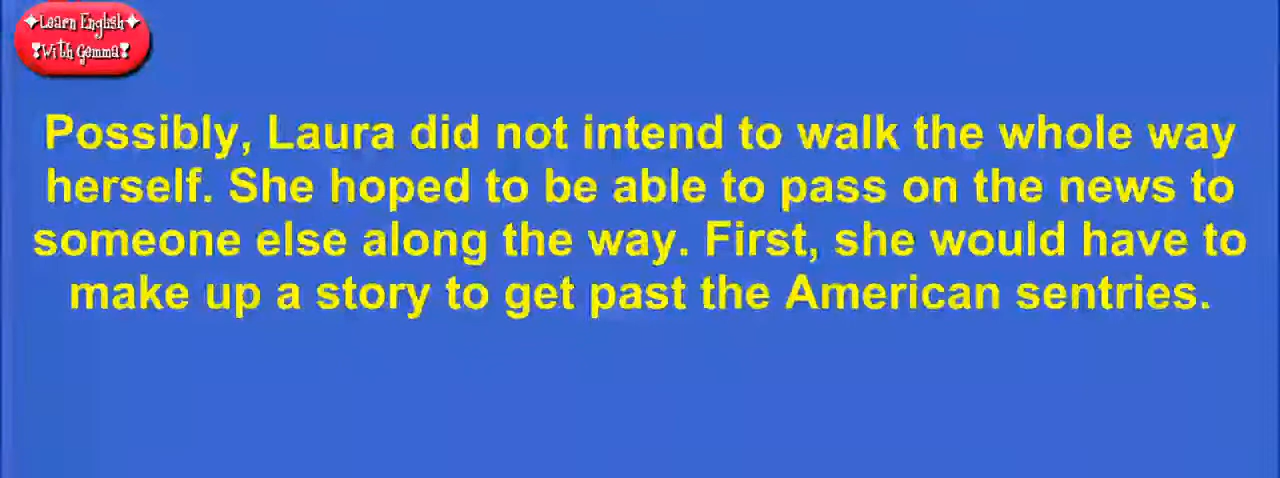 Learn English
With Gemma
Possibly, Laura did not intend to walk the whole way
herself. She hoped to be able to pass on the news to
someone else along the way. First, she would have to
make up a story to get past the American sentries.